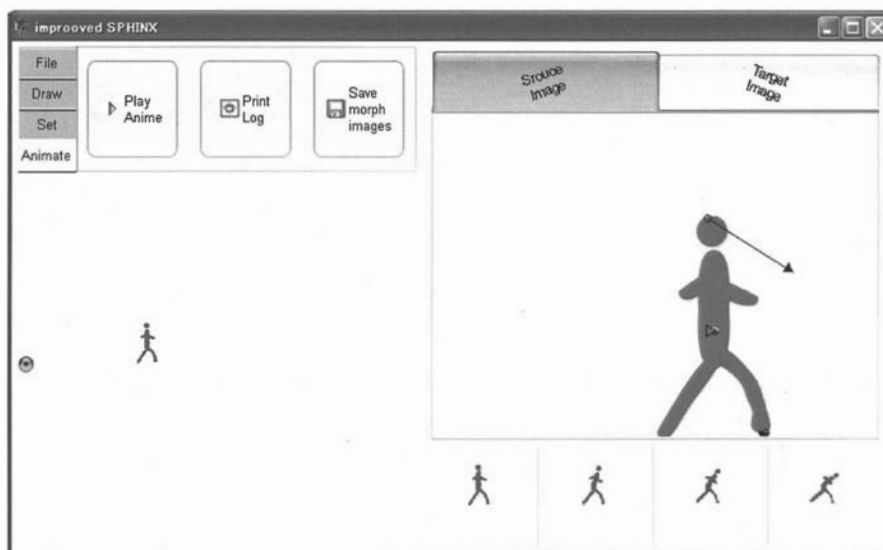 improoved SPHINX
File
Draw
Set
Animate
Play
Anime
Print
Log
Save
morph
images
Srouce
Image
Target
Image